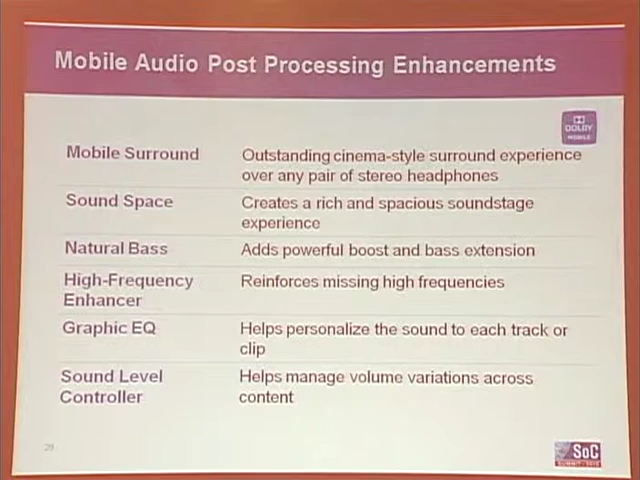 Mobile Audio Post Processing Enhancements
DOLBY
MOBILE
Mobile Surround
Outstanding cinema-style surround experience
over any pair of stereo headphones
Sound Space
Creates a rich and spacious soundstage
experience
Natural Bass
Adds powerful boost and bass extension
High-Frequency
Enhancer
Reinforces missing high frequencies
Graphic EQ
Helps personalize the sound to each track or
clip
Sound Level
Controller
Helps manage volume variations across
content
SoC